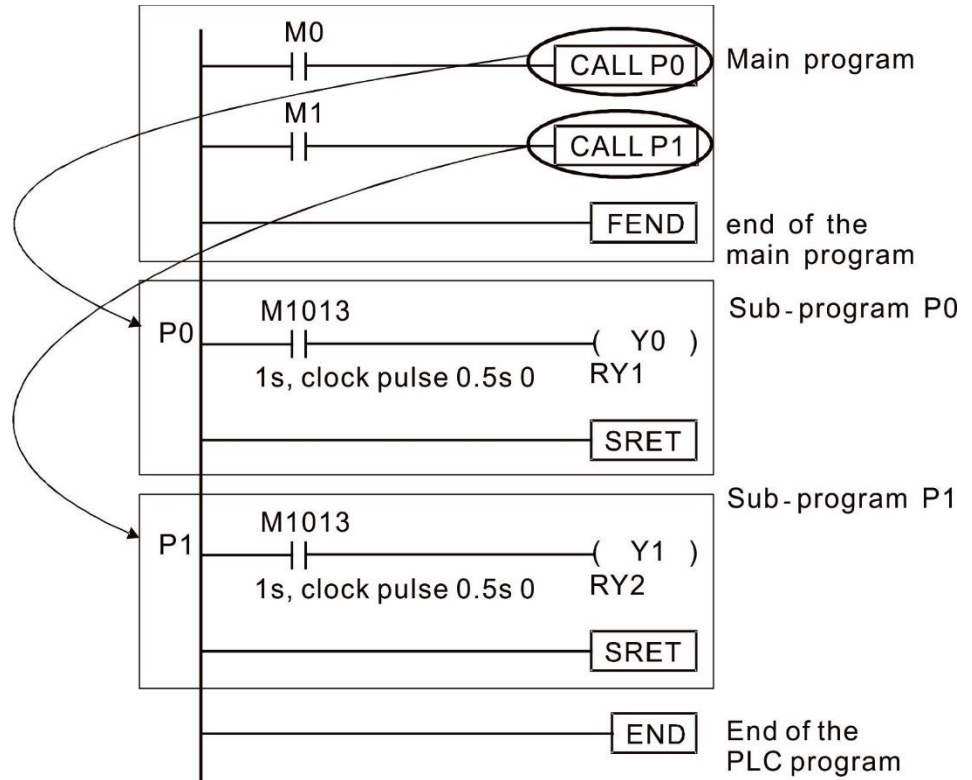 M0
CALL P0
Main program
M1
CALL P1
FEND
end of the
main program
Sub-program P0
P0
M1013
( Y0 )
1s, clock pulse 0.5s 0
RY1
SRET
Sub-program P1
P1
M1013
( Y1 )
1s, clock pulse 0.5s 0
RY2
SRET
END
End of the
PLC program